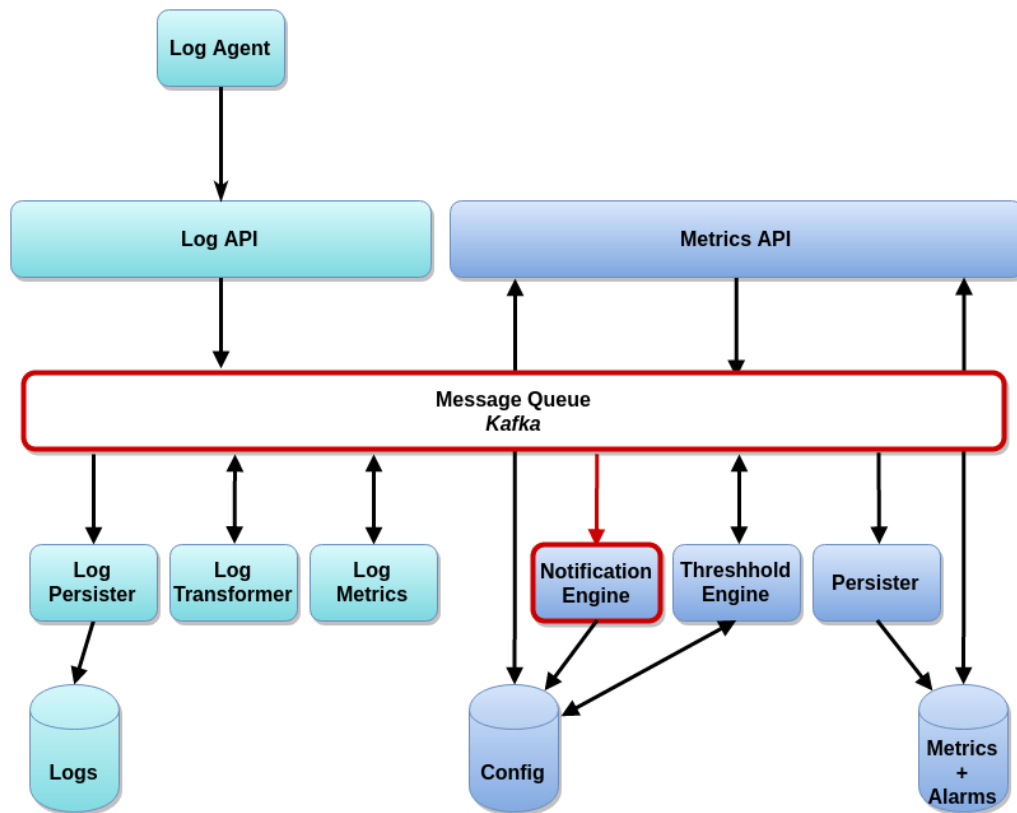 Log Agent
Log API
Metrics API
Message Queue
Kafka
Log
Persister
Log
Transformer
Log
Metrics
Notification
Engine
Threshhold
Engine
Persister
Logs
Config
Metrics
+
Alarms